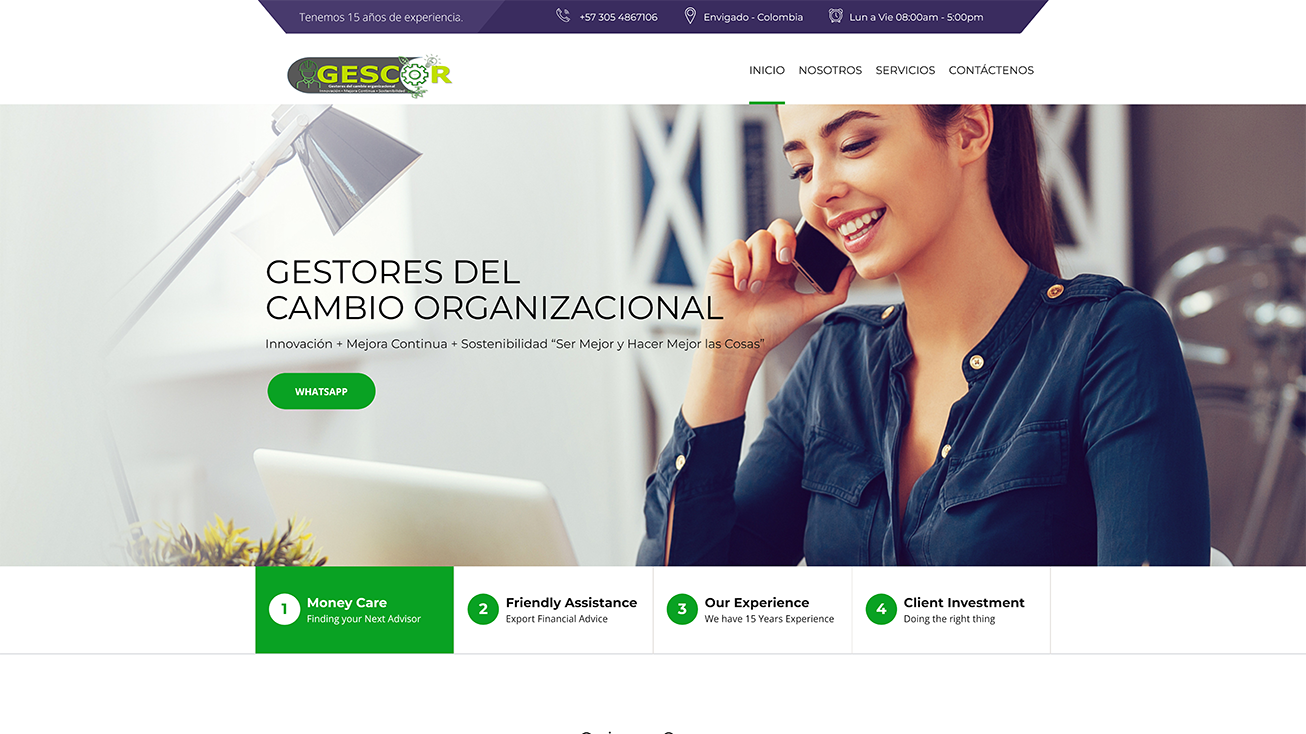 Tenemos 15 años de experiencia.
+57 305 4867106
Envigado - Colombia
Lun a Vie 08:00am - 5:00pm
GESCOR
Gestores del cambio organizacional
Innovación + Mejora Continua + Sostenibilidad
INICIO
NOSOTROS
SERVICIOS
CONTÁCTENOS
GESTORES DEL
CAMBIO ORGANIZACIONAL
Innovación + Mejora Continua + Sostenibilidad “Ser Mejor y Hacer Mejor las Cosas”
WHATSAPP
1
Money Care
Finding your Next Advisor
2
Friendly Assistance
Export Financial Advice
3
Our Experience
We have 15 Years Experience
4
Client Investment
Doing the right thing